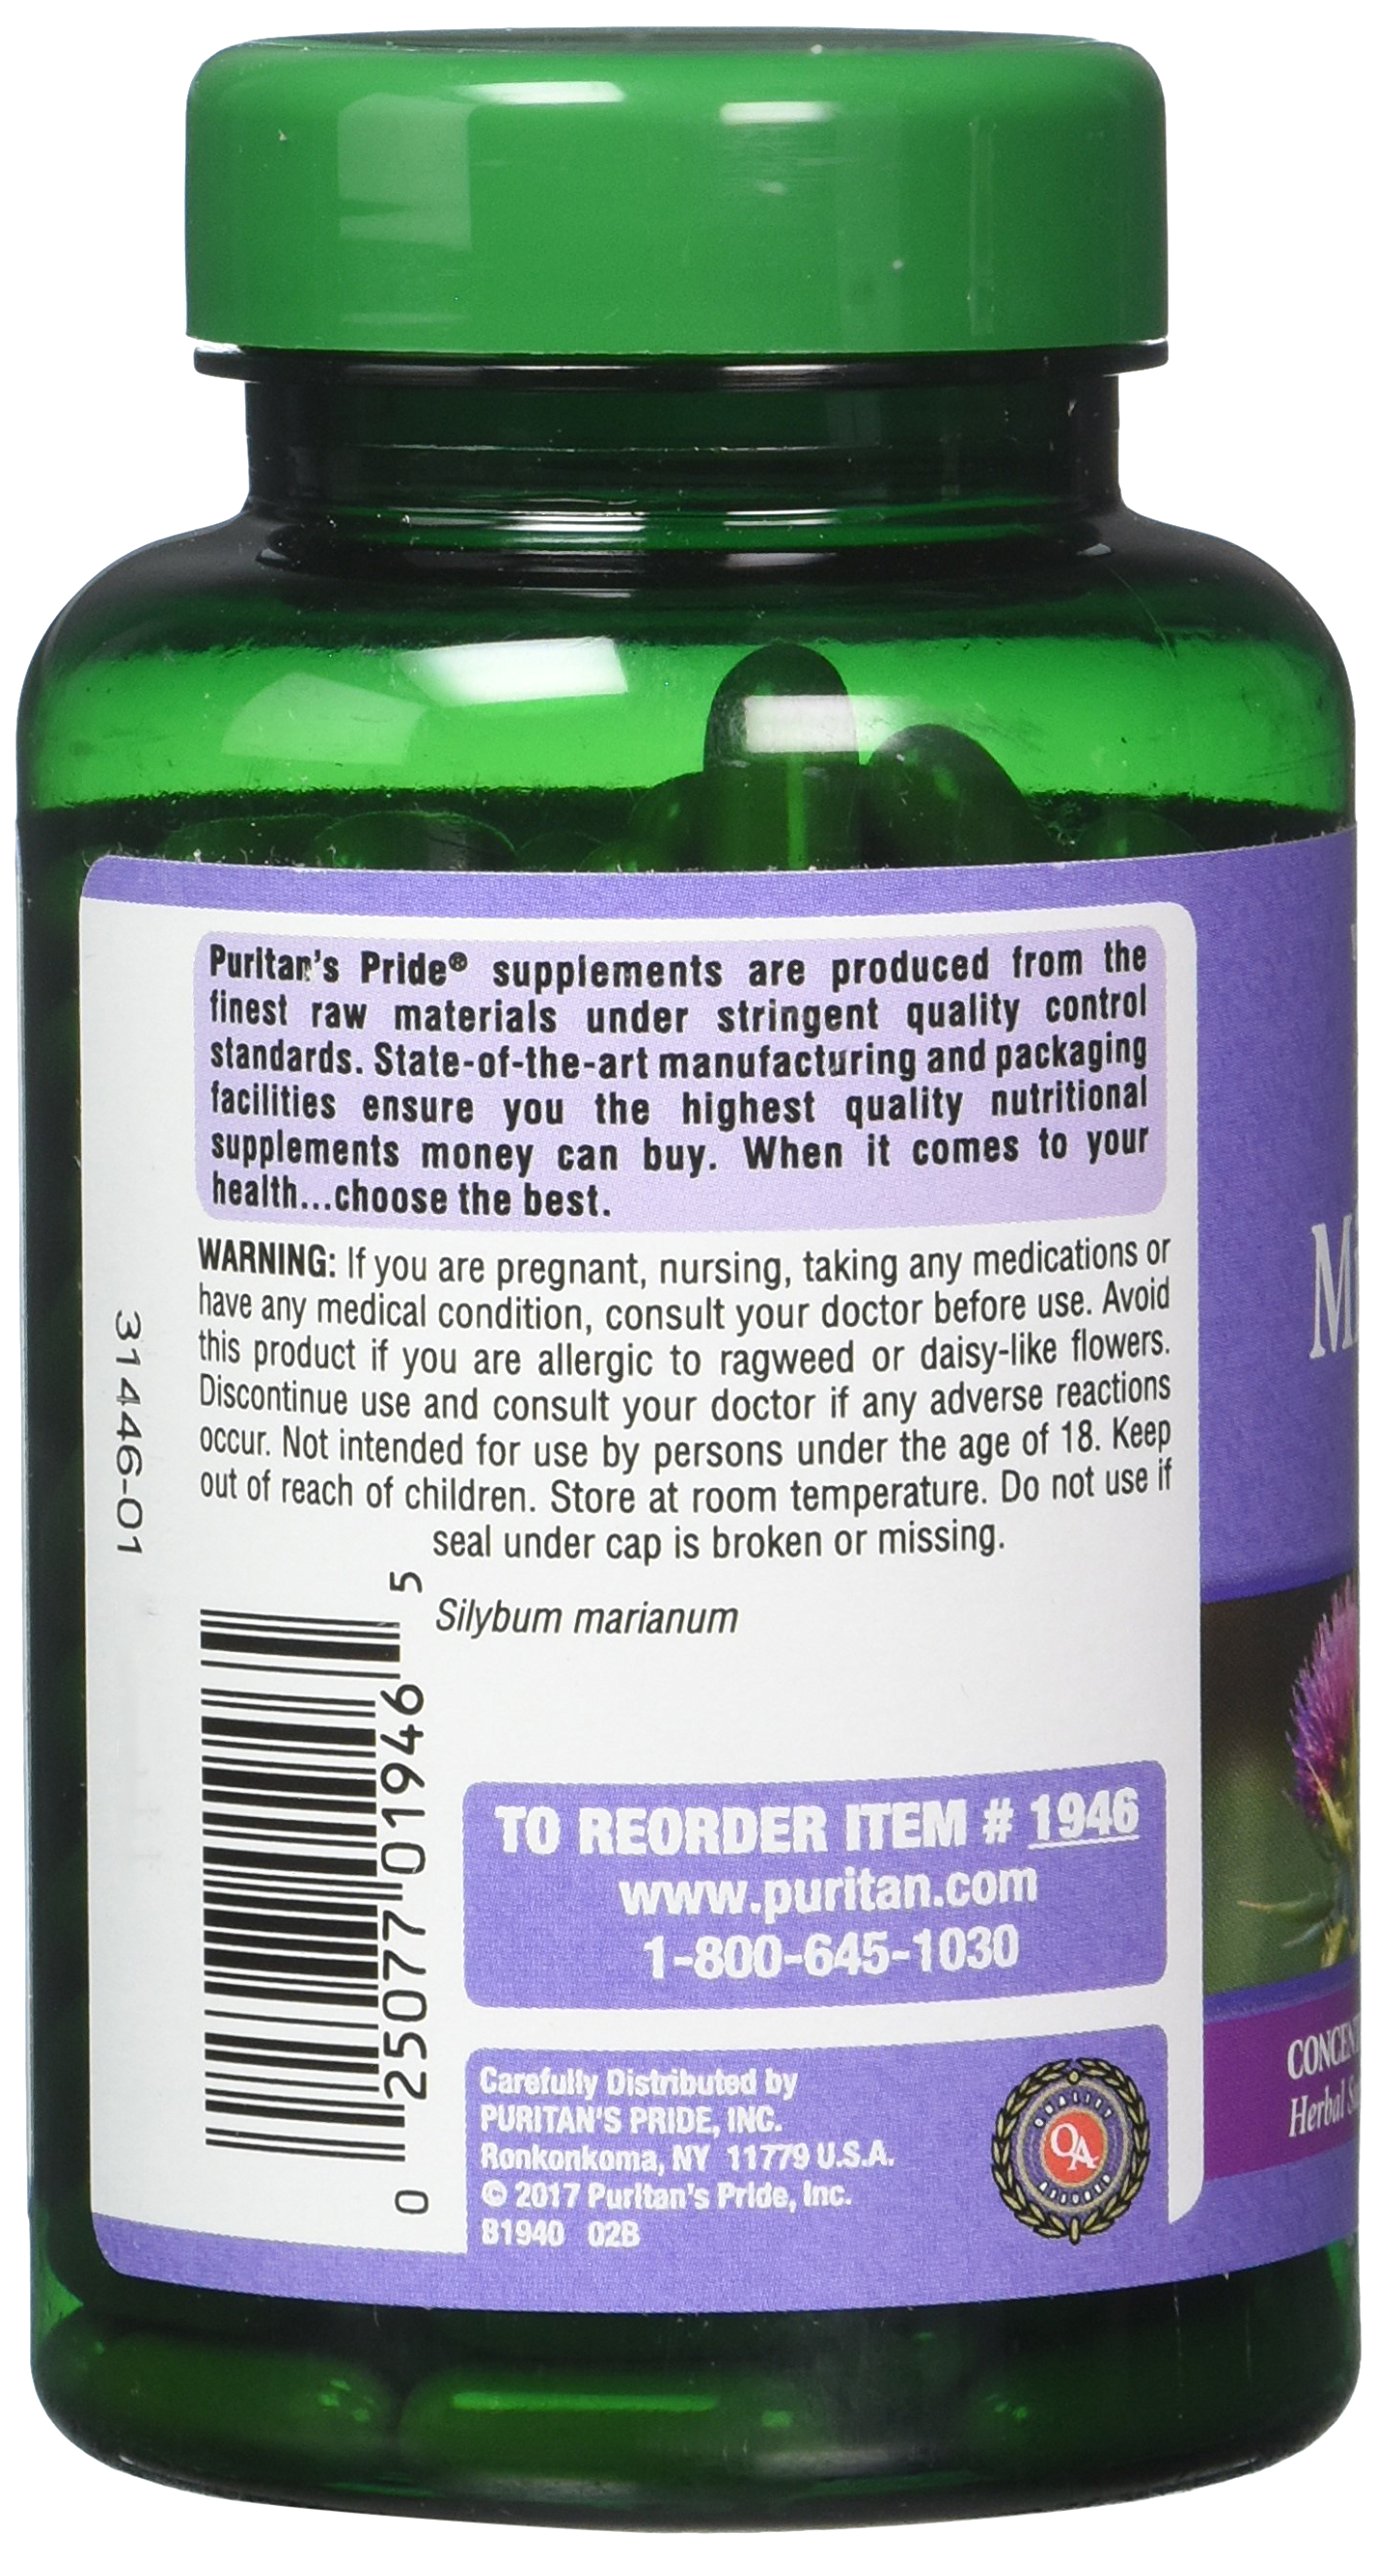 Puritan's Pride® supplements are produced from the
finest raw materials under stringent quality control
standards. State-of-the-art manufacturing and packaging
facilities ensure you the highest quality nutritional
supplements money can buy. When it comes to your
health...choose the best.
WARNING: If you are pregnant, nursing, taking any medications or
have any medical condition, consult your doctor before use. Avoid
this product if you are allergic to ragweed or daisy-like flowers.
Discontinue use and consult your doctor if any adverse reactions
occur. Not intended for use by persons under the age of 18. Keep
out of reach of children. Store at room temperature. Do not use if
seal under cap is broken or missing.
Silybum marianum
31446-01
0 25077 01946 5
TO REORDER ITEM # 1946
www.puritan.com
1-800-645-1030
Carefully Distributed by
PURITAN'S PRIDE, INC.
Ronkonkoma, NY 11779 U.S.A.
© 2017 Puritan's Pride, Inc.
B1940 02B
QUALITY
QA
ASSURED
Herbal